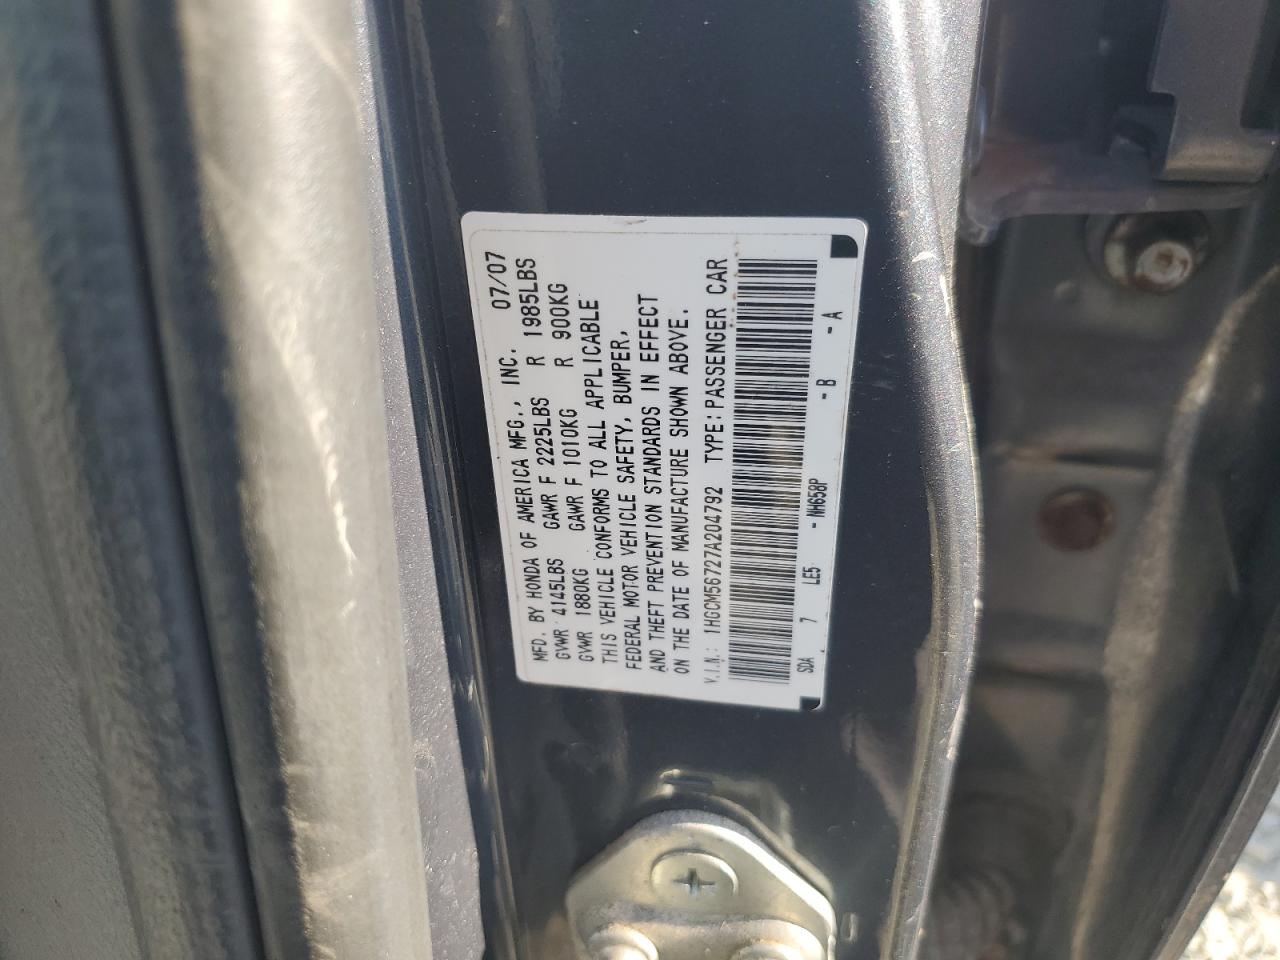 MFD. BY HONDA OF AMERICA MFG., INC. 07/07
GVWR 4145LBS GAWR F 2225LBS R 1985LBS
GVWR 1880KG GAWR F 1010KG R 900KG
THIS VEHICLE CONFORMS TO ALL APPLICABLE
FEDERAL MOTOR VEHICLE SAFETY, BUMPER,
AND THEFT PREVENTION STANDARDS IN EFFECT
ON THE DATE OF MANUFACTURE SHOWN ABOVE.
V.I.N.: 1HGCM56727A204792 TYPE: PASSENGER CAR
SDA 7 LE5 - NH658P - B - A